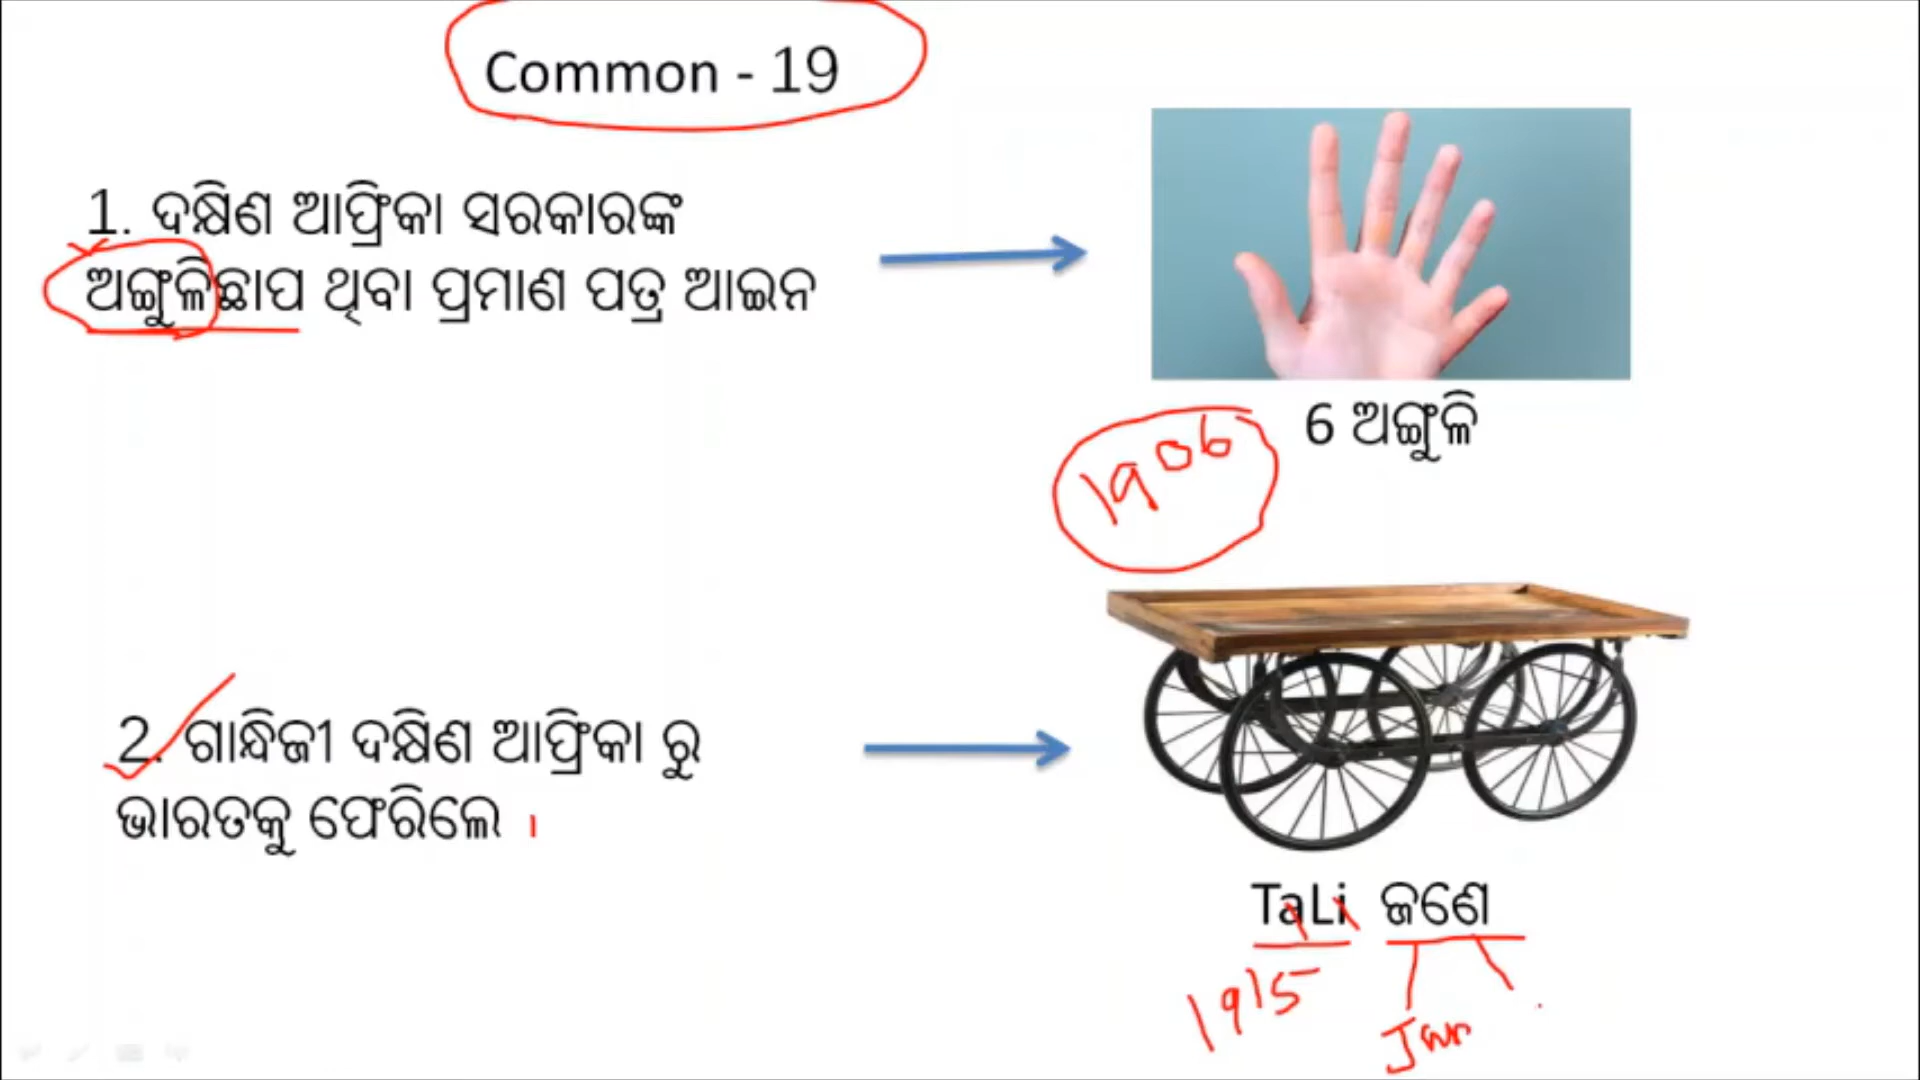 Common - 19
1. ଦକ୍ଷିଣ ଆଫ୍ରିକା ସରକାରଙ୍କ
ଅଙ୍ଗୁଳିଛାପ ଥିବା ପ୍ରମାଣ ପତ୍ର ଆଇନ
6 ଅଙ୍ଗୁଳି
1906
2. ଗାନ୍ଧିଜୀ ଦକ୍ଷିଣ ଆଫ୍ରିକା ରୁ
ଭାରତକୁ ଫେରିଲେ ।
TaLi ଜଣେ
1915
Jan